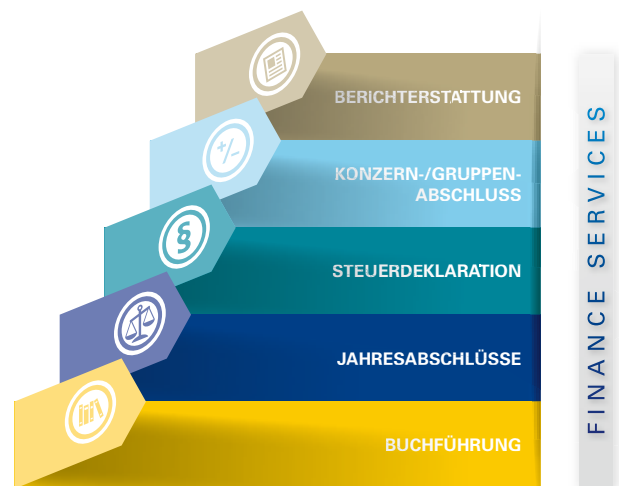 BERICHTERSTATTUNG
KONZERN-/GRUPPEN-
ABSCHLUSS
STEUERDEKLARATION
JAHRESABSCHLÜSSE
BUCHFÜHRUNG
FINANCE SERVICES
+/–
§